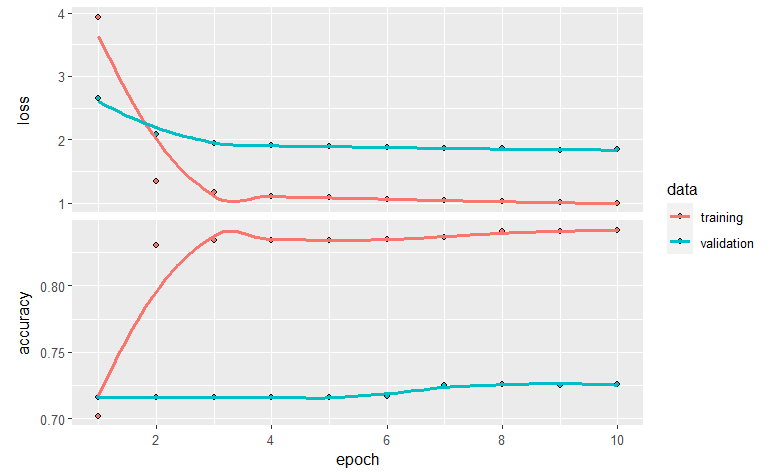 4
3
2
1
loss
0.80
0.75
0.70
accuracy
2
4
6
8
10
epoch
data
training
validation